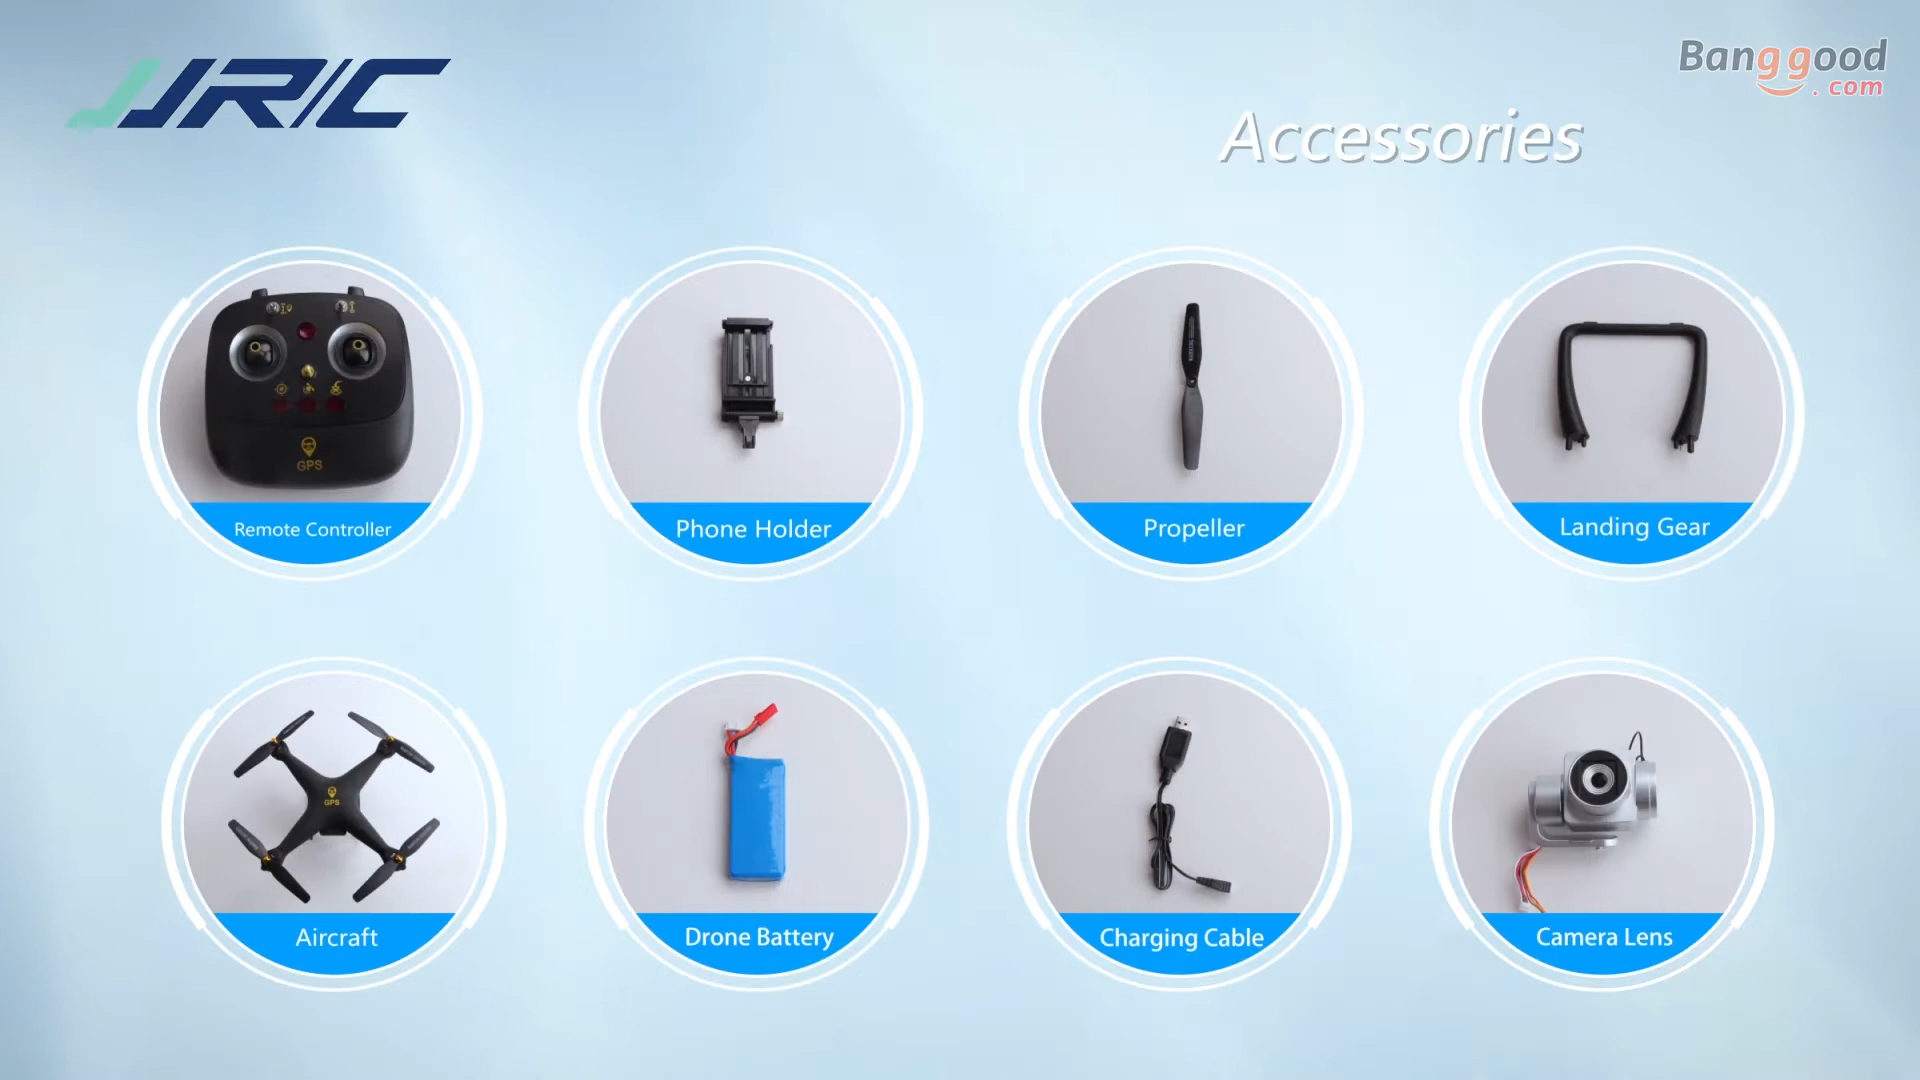 JJR/C
Banggood
.com
Accessories
GPS
Remote Controller
Phone Holder
Propeller
Landing Gear
GPS
Aircraft
Drone Battery
Charging Cable
Camera Lens